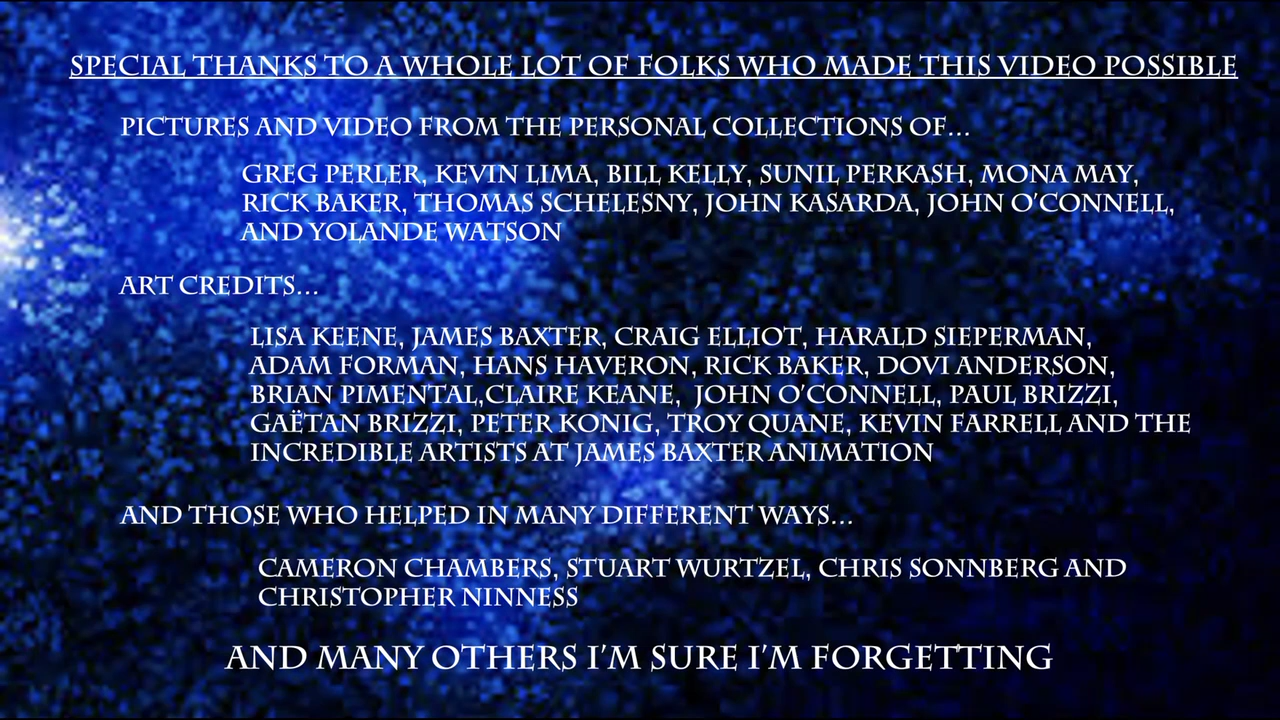 SPECIAL THANKS TO A WHOLE LOT OF FOLKS WHO MADE THIS VIDEO POSSIBLE
PICTURES AND VIDEO FROM THE PERSONAL COLLECTIONS OF...
GREG PERLER, KEVIN LIMA, BILL KELLY, SUNIL PERKASH, MONA MAY,
RICK BAKER, THOMAS SCHELESNY, JOHN KASARDA, JOHN O'CONNELL,
AND YOLANDE WATSON
ART CREDITS...
LISA KEENE, JAMES BAXTER, CRAIG ELLIOT, HARALD SIEPERMAN,
ADAM FORMAN, HANS HAVERON, RICK BAKER, DOVI ANDERSON,
BRIAN PIMENTAL,CLAIRE KEANE, JOHN O'CONNELL, PAUL BRIZZI,
GAËTAN BRIZZI, PETER KONIG, TROY QUANE, KEVIN FARRELL AND THE
INCREDIBLE ARTISTS AT JAMES BAXTER ANIMATION
AND THOSE WHO HELPED IN MANY DIFFERENT WAYS...
CAMERON CHAMBERS, STUART WURTZEL, CHRIS SONNBERG AND
CHRISTOPHER NINNESS
AND MANY OTHERS I'M SURE I'M FORGETTING